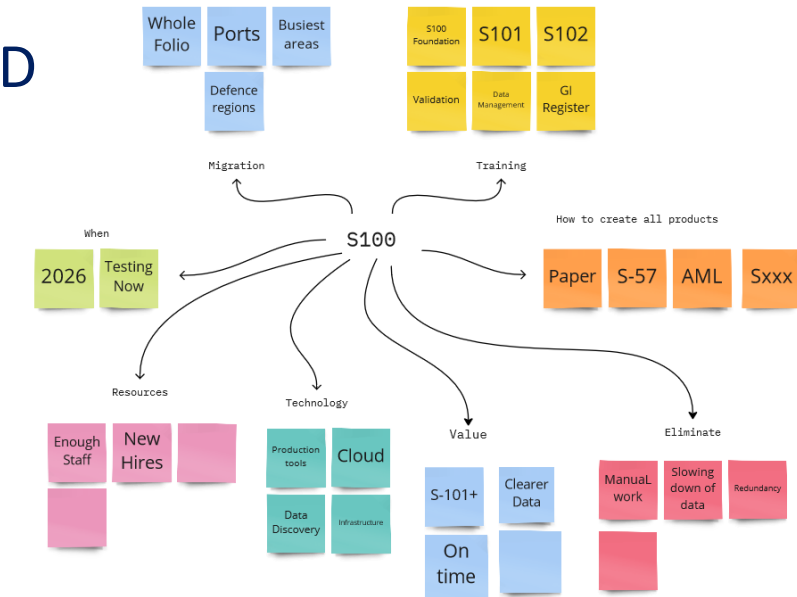 D
Whole
Folio
Ports
Busiest
areas
Defence
regions
S100
Foundation
S101
S102
Validation
Data
Management
GI
Register
Migration
Training
How to create all products
When
S100
2026
Testing
Now
Paper
S-57
AML
Sxxx
Resources
Technology
Value
Eliminate
Enough
Staff
New
Hires
Production
tools
Cloud
Data
Discovery
Infrastructure
S-101+
Clearer
Data
On
time
ManuaL
work
Slowing
down of
data
Redundancy